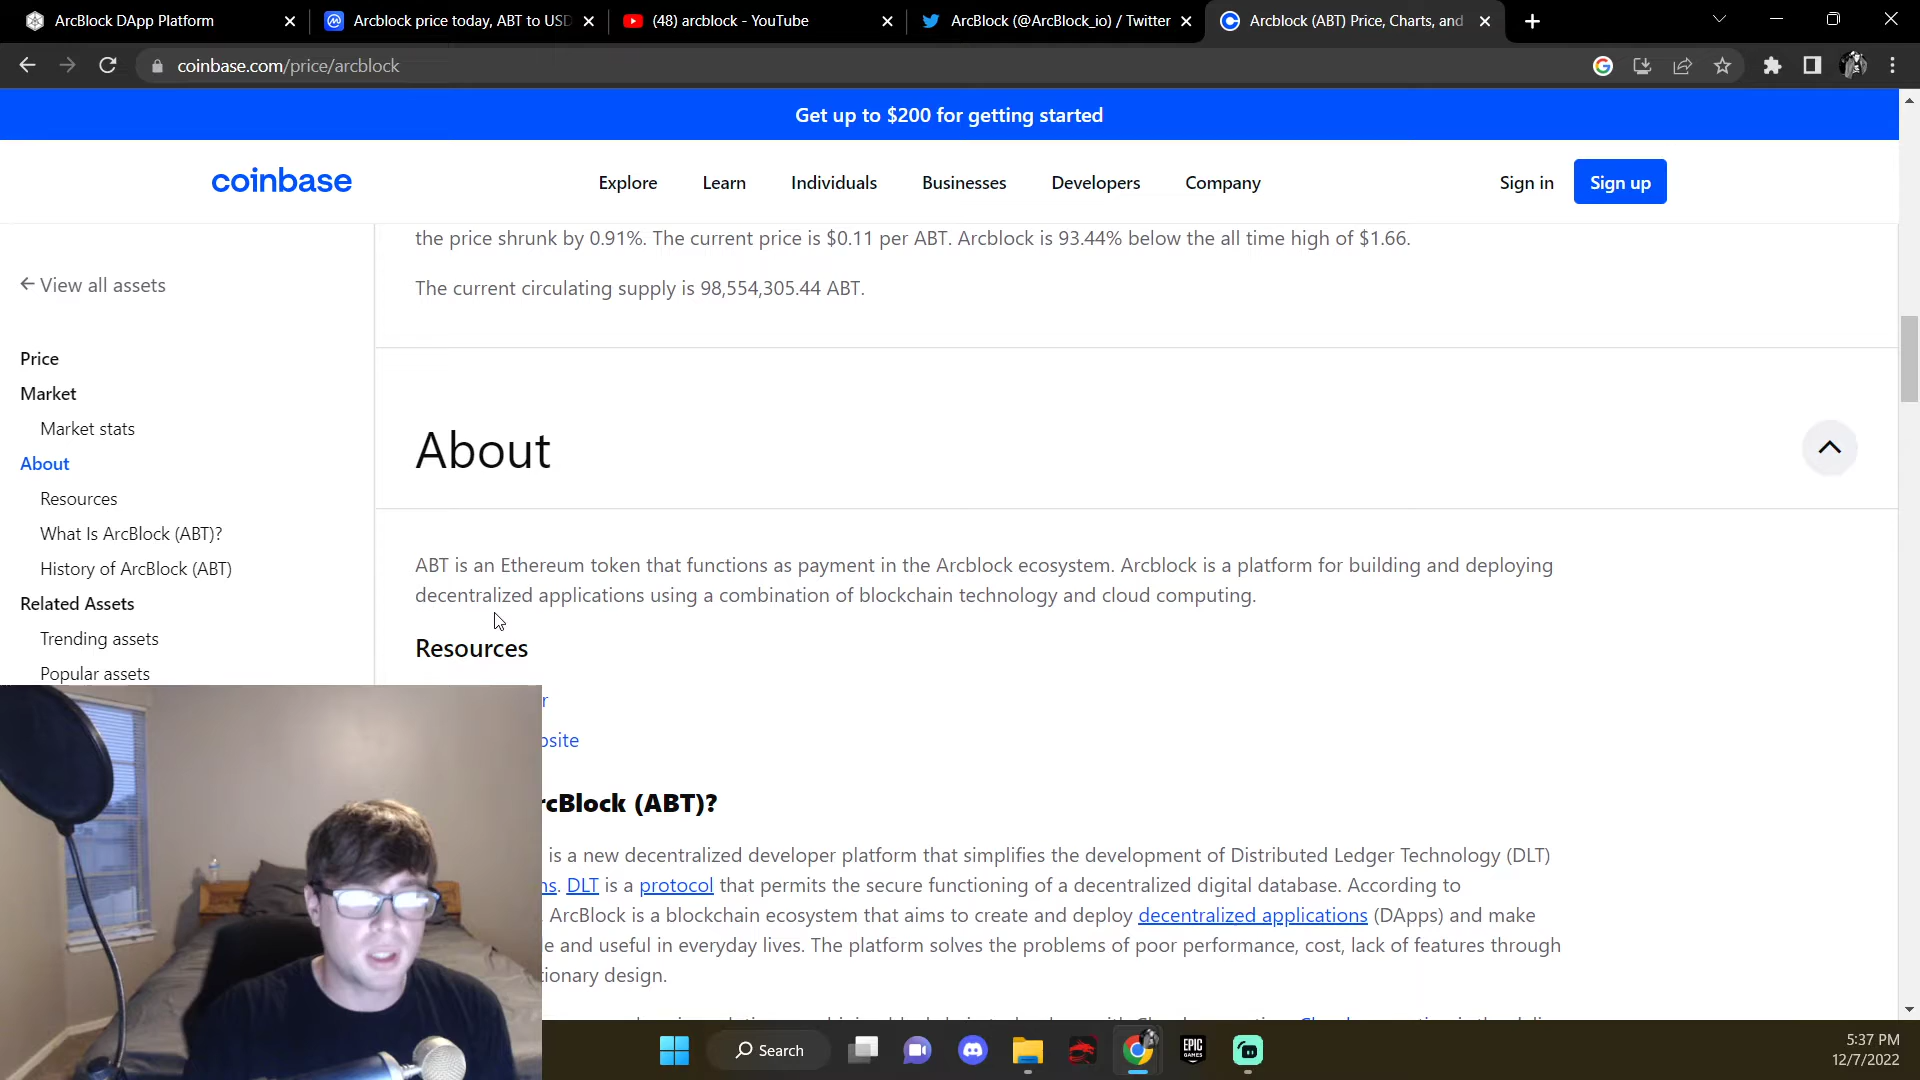 ArcBlock DApp Platform
Arcblock price today, ABT to USD
(48) arcblock - YouTube
ArcBlock (@ArcBlock_io) / Twitter
Arcblock (ABT) Price, Charts, and
coinbase.com/price/arcblock
Get up to $200 for getting started
coinbase
Explore
Learn
Individuals
Businesses
Developers
Company
Sign in
Sign up
the price shrunk by 0.91%. The current price is $0.11 per ABT. Arcblock is 93.44% below the all time high of $1.66.
The current circulating supply is 98,554,305.44 ABT.
View all assets
Price
Market
Market stats
About
Resources
What Is ArcBlock (ABT)?
History of ArcBlock (ABT)
Related Assets
Trending assets
Popular assets
About
ABT is an Ethereum token that functions as payment in the Arcblock ecosystem. Arcblock is a platform for building and deploying
decentralized applications using a combination of blockchain technology and cloud computing.
Resources
rcBlock (ABT)?
is a new decentralized developer platform that simplifies the development of Distributed Ledger Technology (DLT)
ns. DLT is a protocol that permits the secure functioning of a decentralized digital database. According to
ArcBlock is a blockchain ecosystem that aims to create and deploy decentralized applications (DApps) and make
e and useful in everyday lives. The platform solves the problems of poor performance, cost, lack of features through
tionary design.
Search
EPIC
GAMES
5:37 PM
12/7/2022